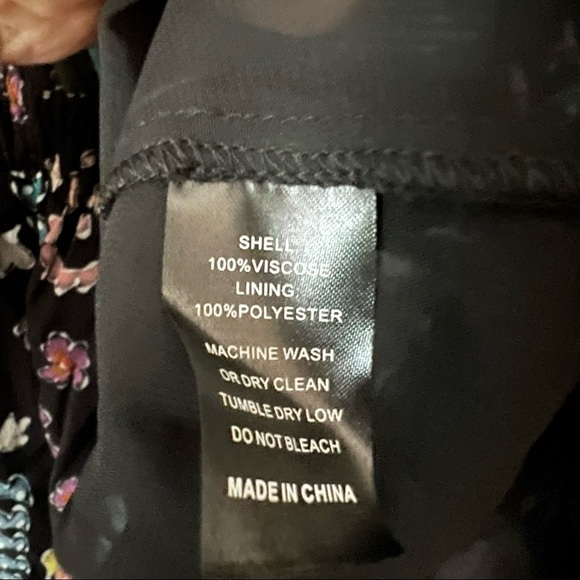 SHELL:
100%VISCOSE
LINING
100%POLYESTER
MACHINE WASH
OR DRY CLEAN
TUMBLE DRY LOW
DO NOT BLEACH
MADE IN CHINA